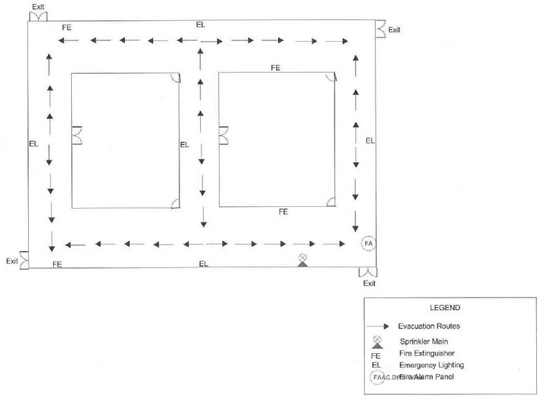 Exit
FE
EL
Exit
FE
EL
EL
EL
FE
FA
Exit
FE
EL
Exit
LEGEND
Evacuation Routes
Sprinkler Main
FE Fire Extinguisher
EL Emergency Lighting
FA Fire Alarm Panel